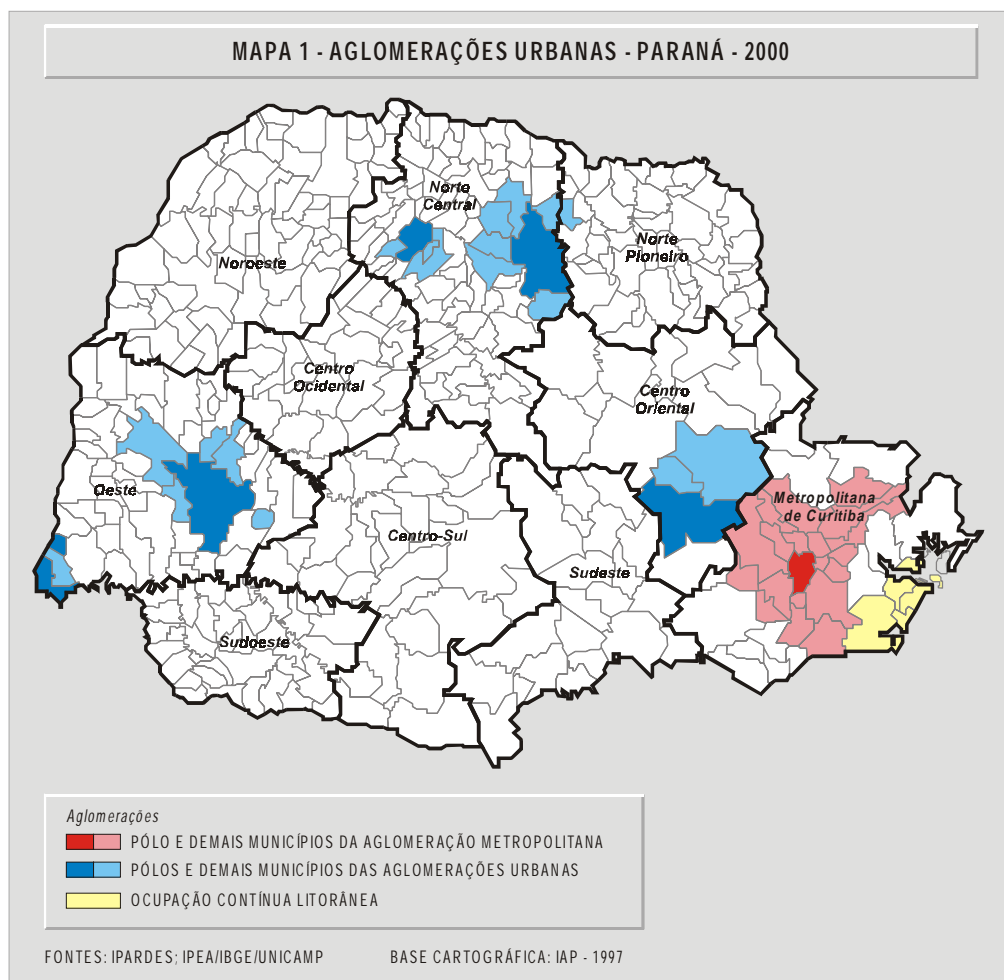 MAPA 1 - AGLOMERAÇÕES URBANAS - PARANÁ - 2000
Norte
Central
Noroeste
Norte
Pioneiro
Centro
Ocidental
Centro
Oriental
Oeste
Metropolitana
de Curitiba
Centro-Sul
Sudeste
Sudoeste
Aglomerações
PÓLO E DEMAIS MUNICÍPIOS DA AGLOMERAÇÃO METROPOLITANA
PÓLOS E DEMAIS MUNICÍPIOS DAS AGLOMERAÇÕES URBANAS
OCUPAÇÃO CONTÍNUA LITORÂNEA
FONTES: IPARDES; IPEA/IBGE/UNICAMP BASE CARTOGRÁFICA: IAP - 1997